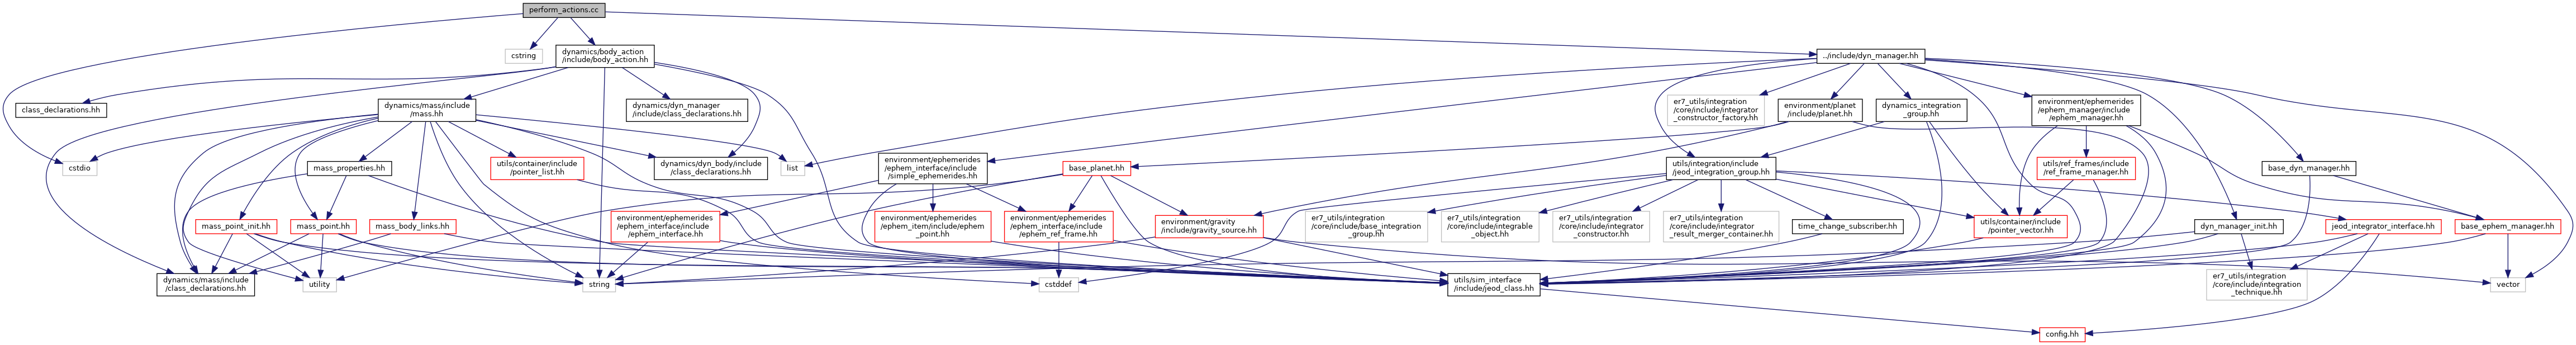 perform_actions.cc
cstring
dynamics/body_action
/include/body_action.hh
../include/dyn_manager.hh
class_declarations.hh
dynamics/mass/include
/mass.hh
dynamics/dyn_manager
/include/class_declarations.hh
er7_utils/integration
/core/include/integrator
_constructor_factory.hh
environment/planet
/include/planet.hh
dynamics_integration
_group.hh
environment/ephemerides
/ephem_manager/include
/ephem_manager.hh
cstdio
mass_properties.hh
utils/container/include
/pointer_list.hh
dynamics/dyn_body/include
/class_declarations.hh
list
environment/ephemerides
/ephem_interface/include
/simple_ephemerides.hh
base_planet.hh
utils/integration/include
/jeod_integration_group.hh
utils/ref_frames/include
/ref_frame_manager.hh
base_dyn_manager.hh
mass_point_init.hh
mass_point.hh
mass_body_links.hh
environment/ephemerides
/ephem_interface/include
/ephem_interface.hh
environment/ephemerides
/ephem_item/include/ephem
_point.hh
environment/ephemerides
/ephem_interface/include
/ephem_ref_frame.hh
environment/gravity
/include/gravity_source.hh
er7_utils/integration
/core/include/base_integration
_group.hh
er7_utils/integration
/core/include/integrable
_object.hh
er7_utils/integration
/core/include/integrator
_constructor.hh
er7_utils/integration
/core/include/integrator
_result_merger_container.hh
time_change_subscriber.hh
utils/container/include
/pointer_vector.hh
dyn_manager_init.hh
jeod_integrator_interface.hh
base_ephem_manager.hh
dynamics/mass/include
/class_declarations.hh
utility
string
cstddef
utils/sim_interface
/include/jeod_class.hh
er7_utils/integration
/core/include/integration
_technique.hh
vector
config.hh